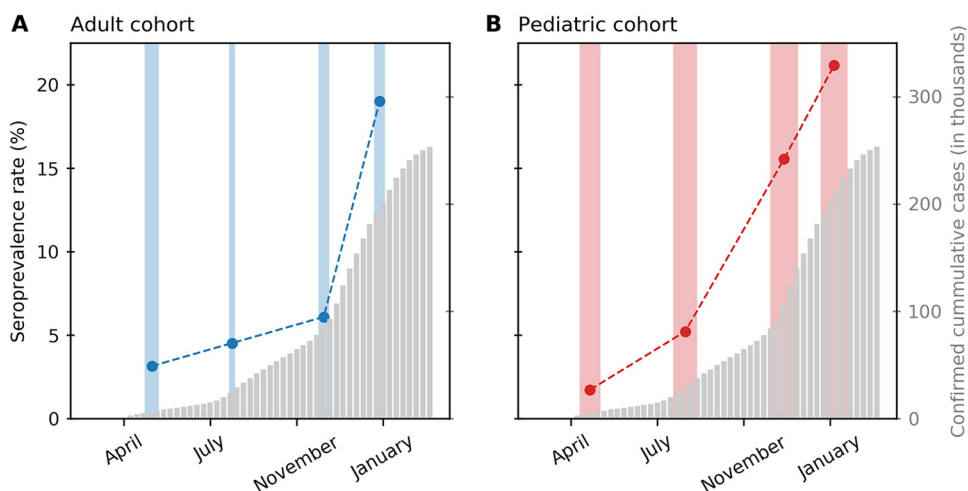 A Adult cohort
B Pediatric cohort
Seroprevalence rate (%)
20
15
10
5
0
April
July
November
January
300
200
100
0
Confirmed cummulative cases (in thousands)
April
July
November
January